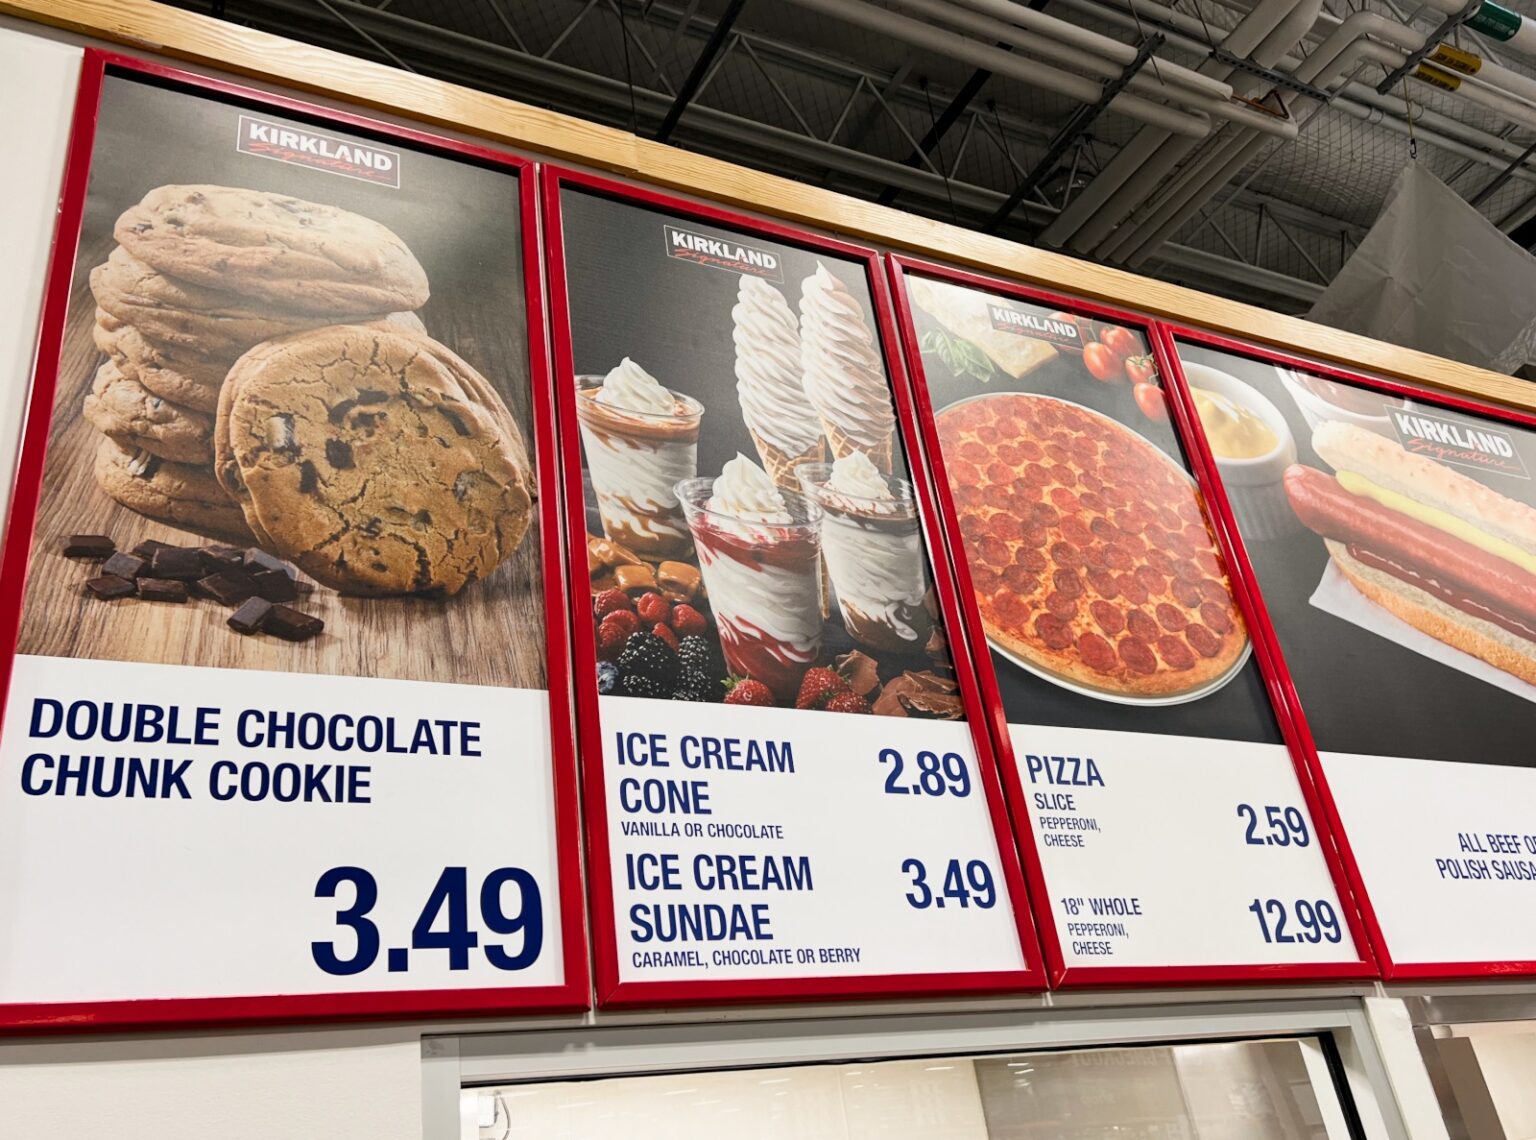 KIRKLAND
Signature
DOUBLE CHOCOLATE
CHUNK COOKIE
3.49
KIRKLAND
Signature
ICE CREAM
CONE
2.89
VANILLA OR CHOCOLATE
ICE CREAM
SUNDAE
3.49
CARAMEL, CHOCOLATE OR BERRY
KIRKLAND
Signature
PIZZA
SLICE
PEPPERONI,
CHEESE
2.59
18" WHOLE
PEPPERONI,
CHEESE
12.99
KIRKLAND
Signature
ALL BEEF
POLISH